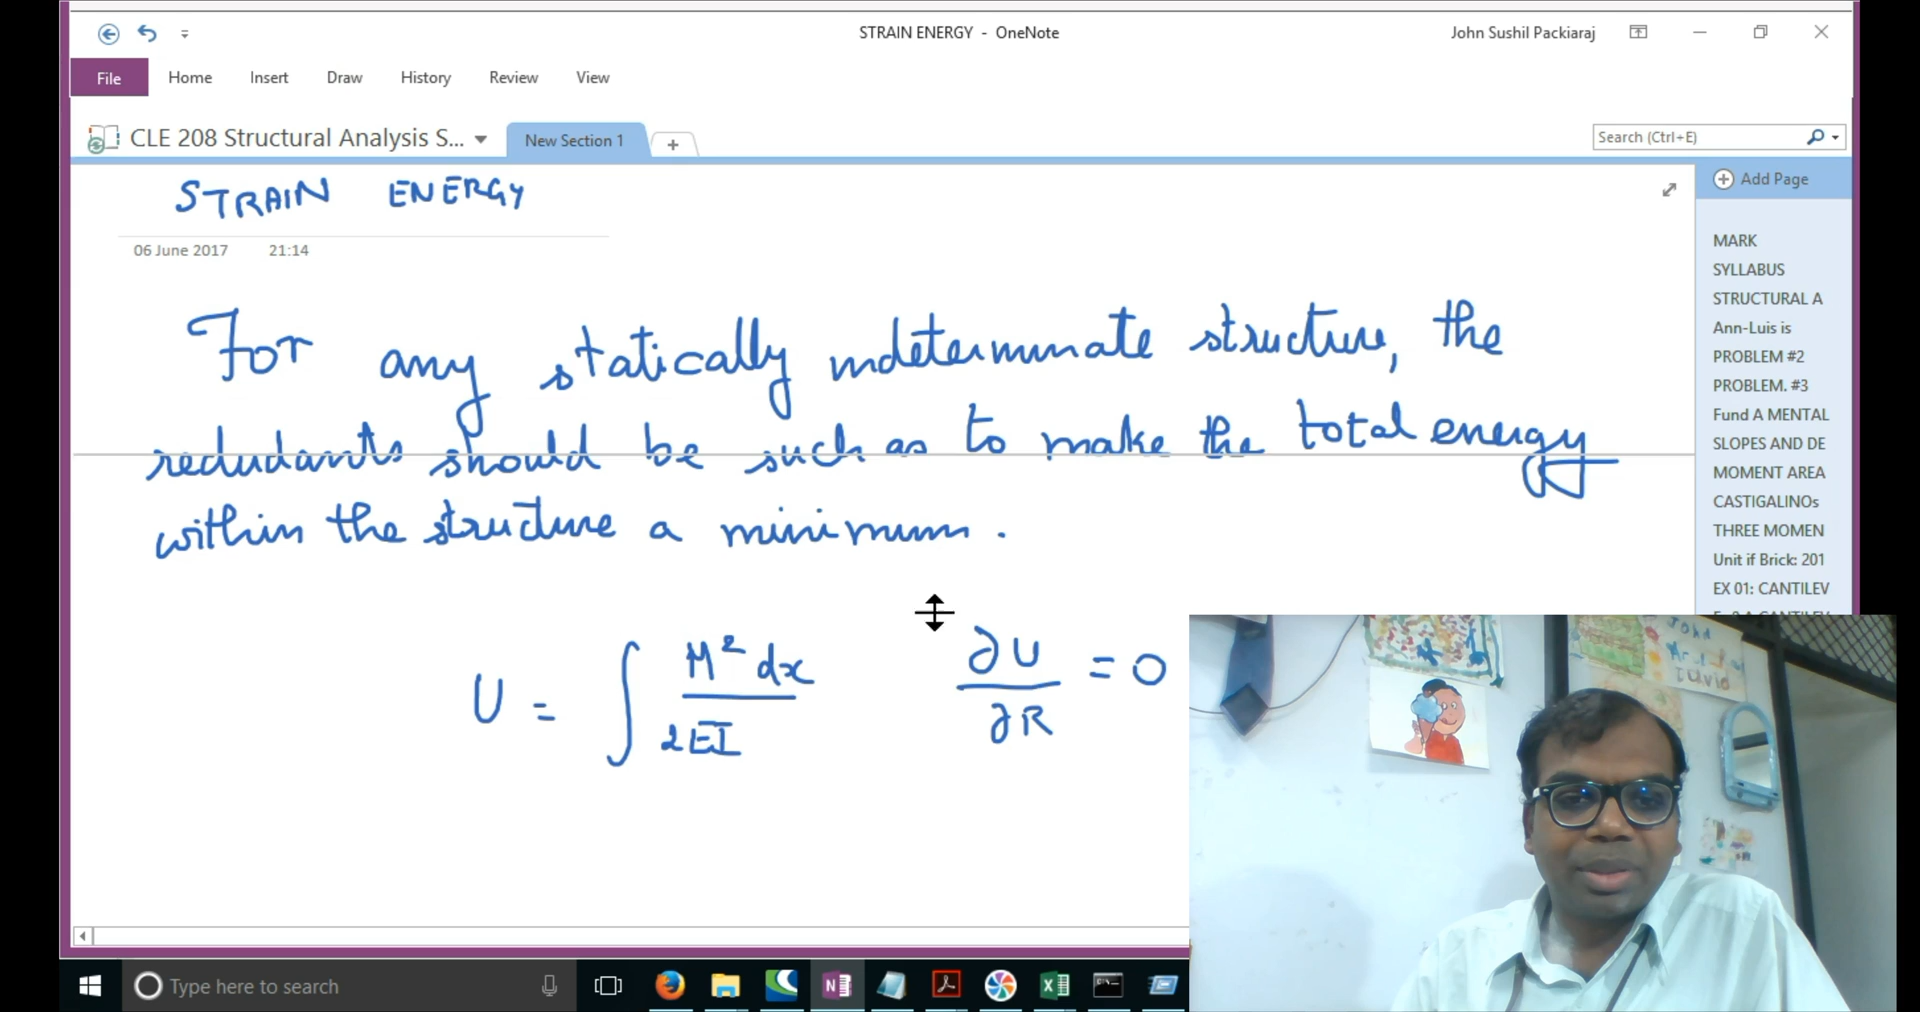 STRAIN ENERGY - OneNote
John Sushil Packiaraj
File Home Insert Draw History Review View
CLE 208 Structural Analysis S...
New Section 1
Search (Ctrl+E)
STRAIN ENERGY
06 June 2017 21:14
For any statically indeterminate structure, the
redudants should be such as to make the total energy
within the structure a minimum.
U = ∫ M² dx / 2EI
∂U / ∂R = 0
Add Page
MARK
SYLLABUS
STRUCTURAL A
Ann-Luis is
PROBLEM #2
PROBLEM. #3
Fund A MENTAL
SLOPES AND DE
MOMENT AREA
CASTIGALINOs
THREE MOMEN
Unit if Brick: 201
EX 01: CANTILEV
John
David
Type here to search